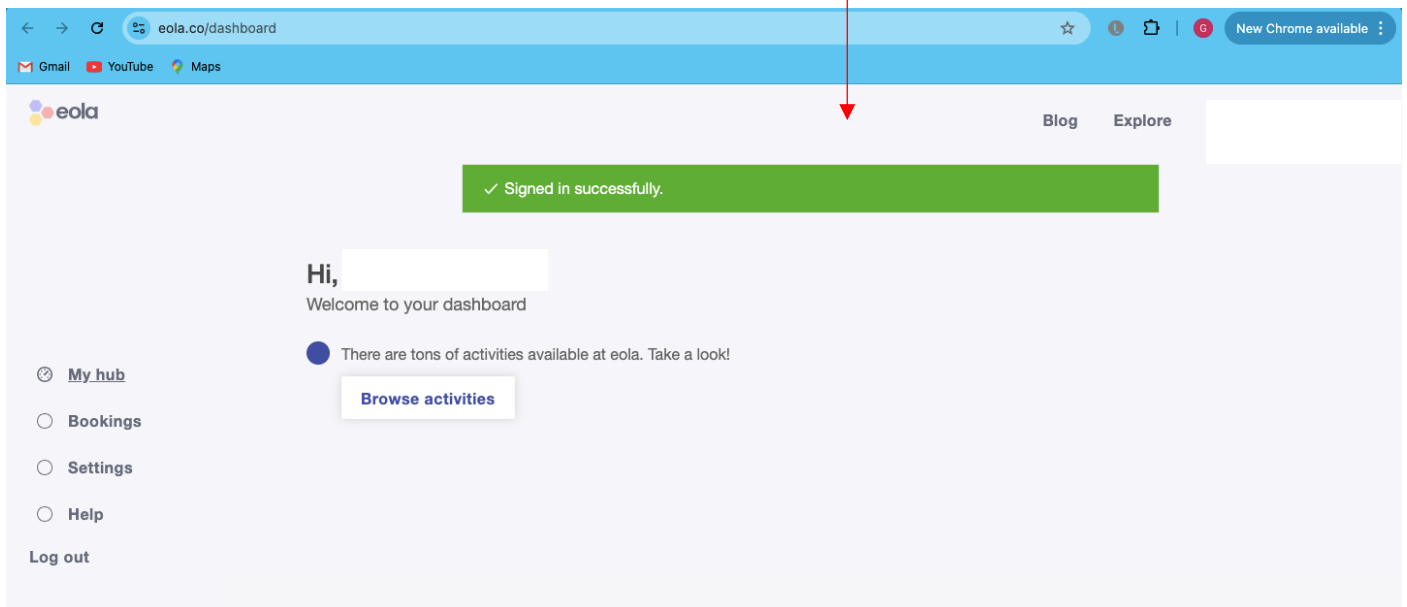 eola.co/dashboard
G
New Chrome available
Gmail YouTube Maps
eola
Blog Explore
Signed in successfully.
Hi,
Welcome to your dashboard
There are tons of activities available at eola. Take a look!
Browse activities
My hub
Bookings
Settings
Help
Log out